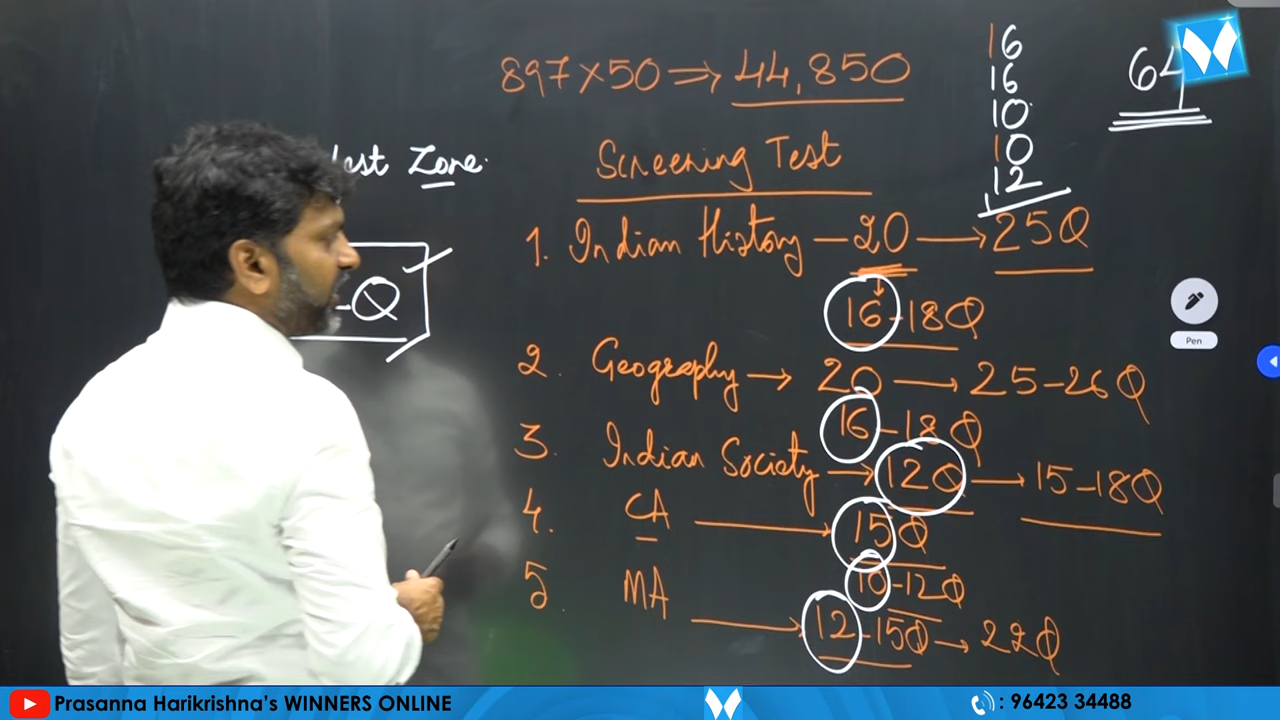 897×50⇒44,850
16
16
10
10
12
64
Zone.
Screening Test
1. Indian History — 20 → 25Q
16-18Q
-Q
2. Geography → 20 → 25-26Q
16-18Q
3. Indian Society → 12Q → 15-18Q
4. CA → 15Q
10-12Q
5. MA → 12-15Q → 22Q
Pen
Prasanna Harikrishna's WINNERS ONLINE
: 96423 34488